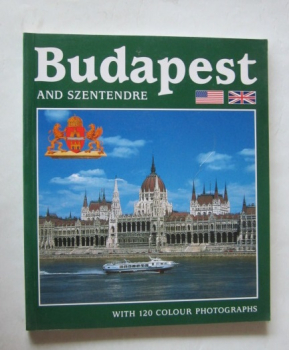 Budapest
AND SZENTENDRE
WITH 120 COLOUR PHOTOGRAPHS